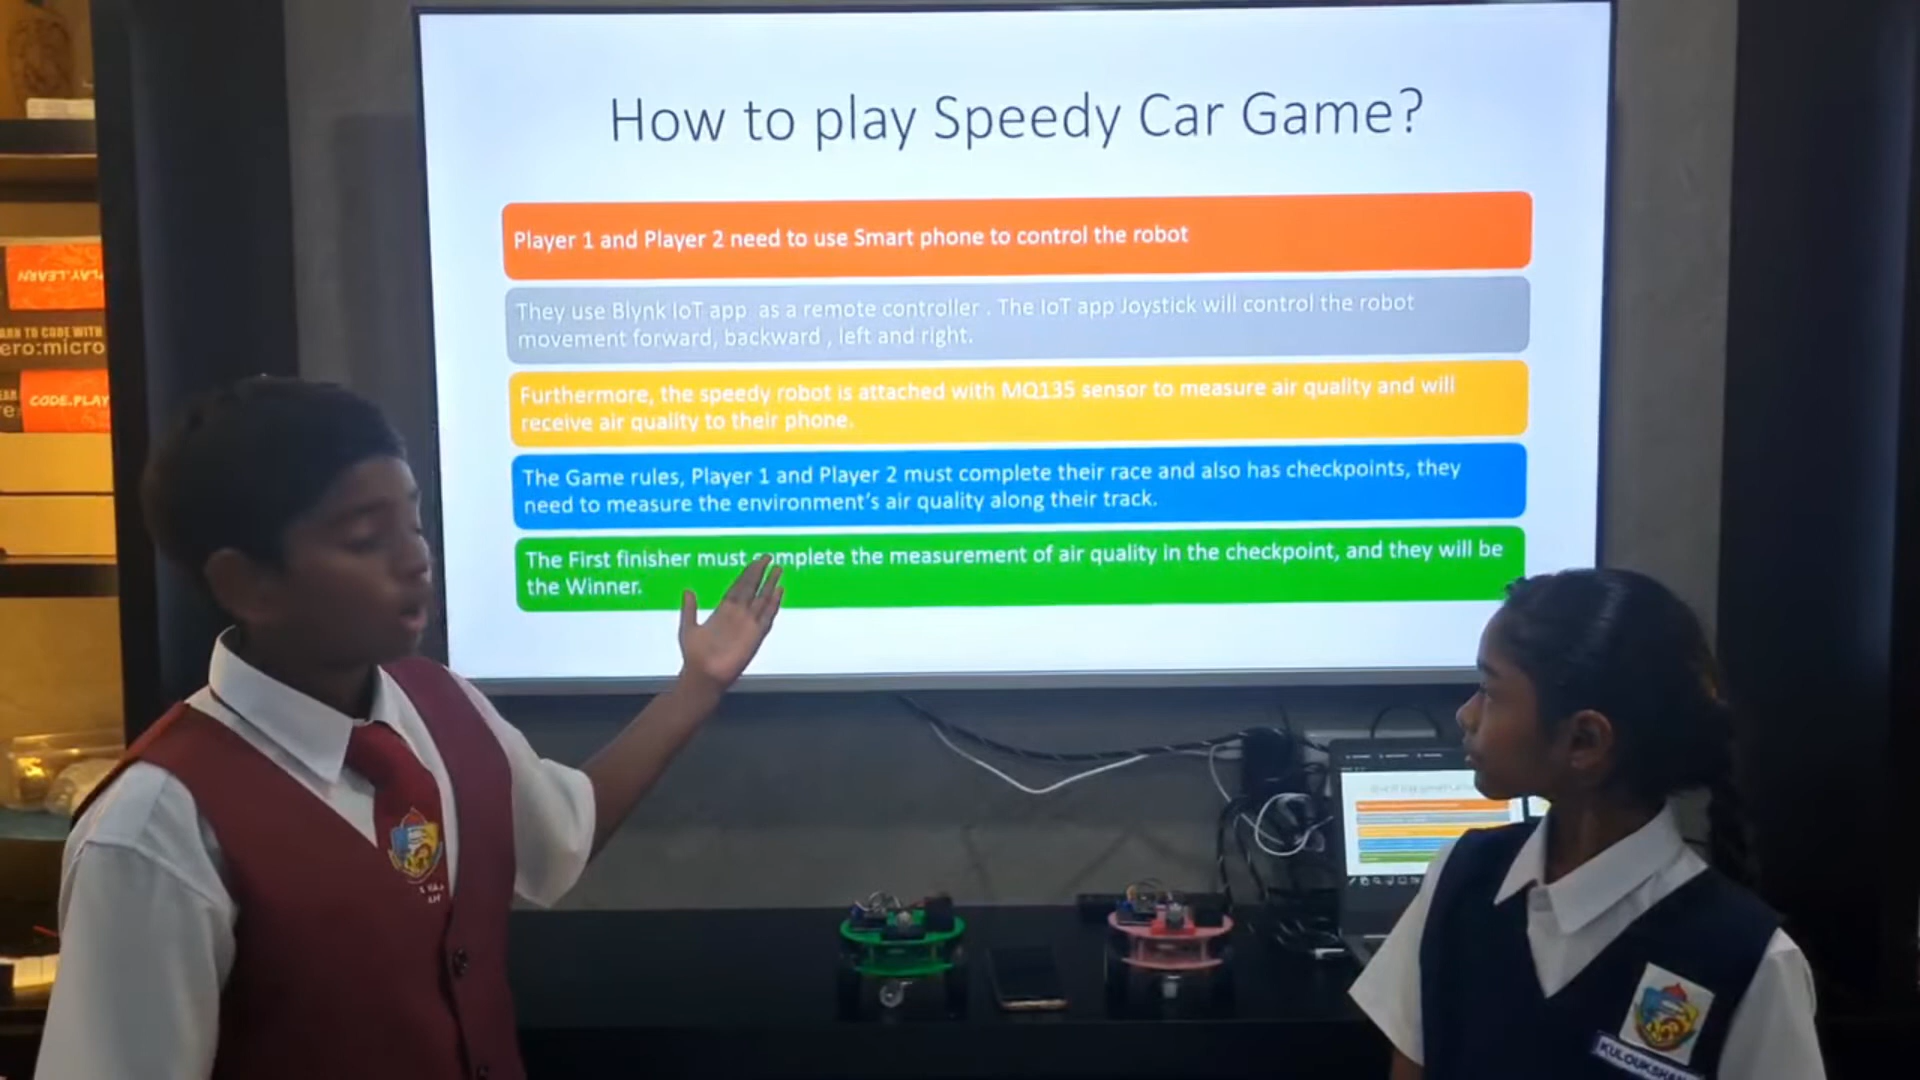 How to play Speedy Car Game?
Player 1 and Player 2 need to use Smart phone to control the robot
They use Blynk IoT app as a remote controller . The IoT app Joystick will control the robot
movement forward, backward , left and right.
Furthermore, the speedy robot is attached with MQ135 sensor to measure air quality and will
receive air quality to their phone.
The Game rules, Player 1 and Player 2 must complete their race and also has checkpoints, they
need to measure the environment's air quality along their track.
The First finisher must complete the measurement of air quality in the checkpoint, and they will be
the Winner.
PLAY.LEARN
CODE WITH
ero:micro
CODE.PLAY